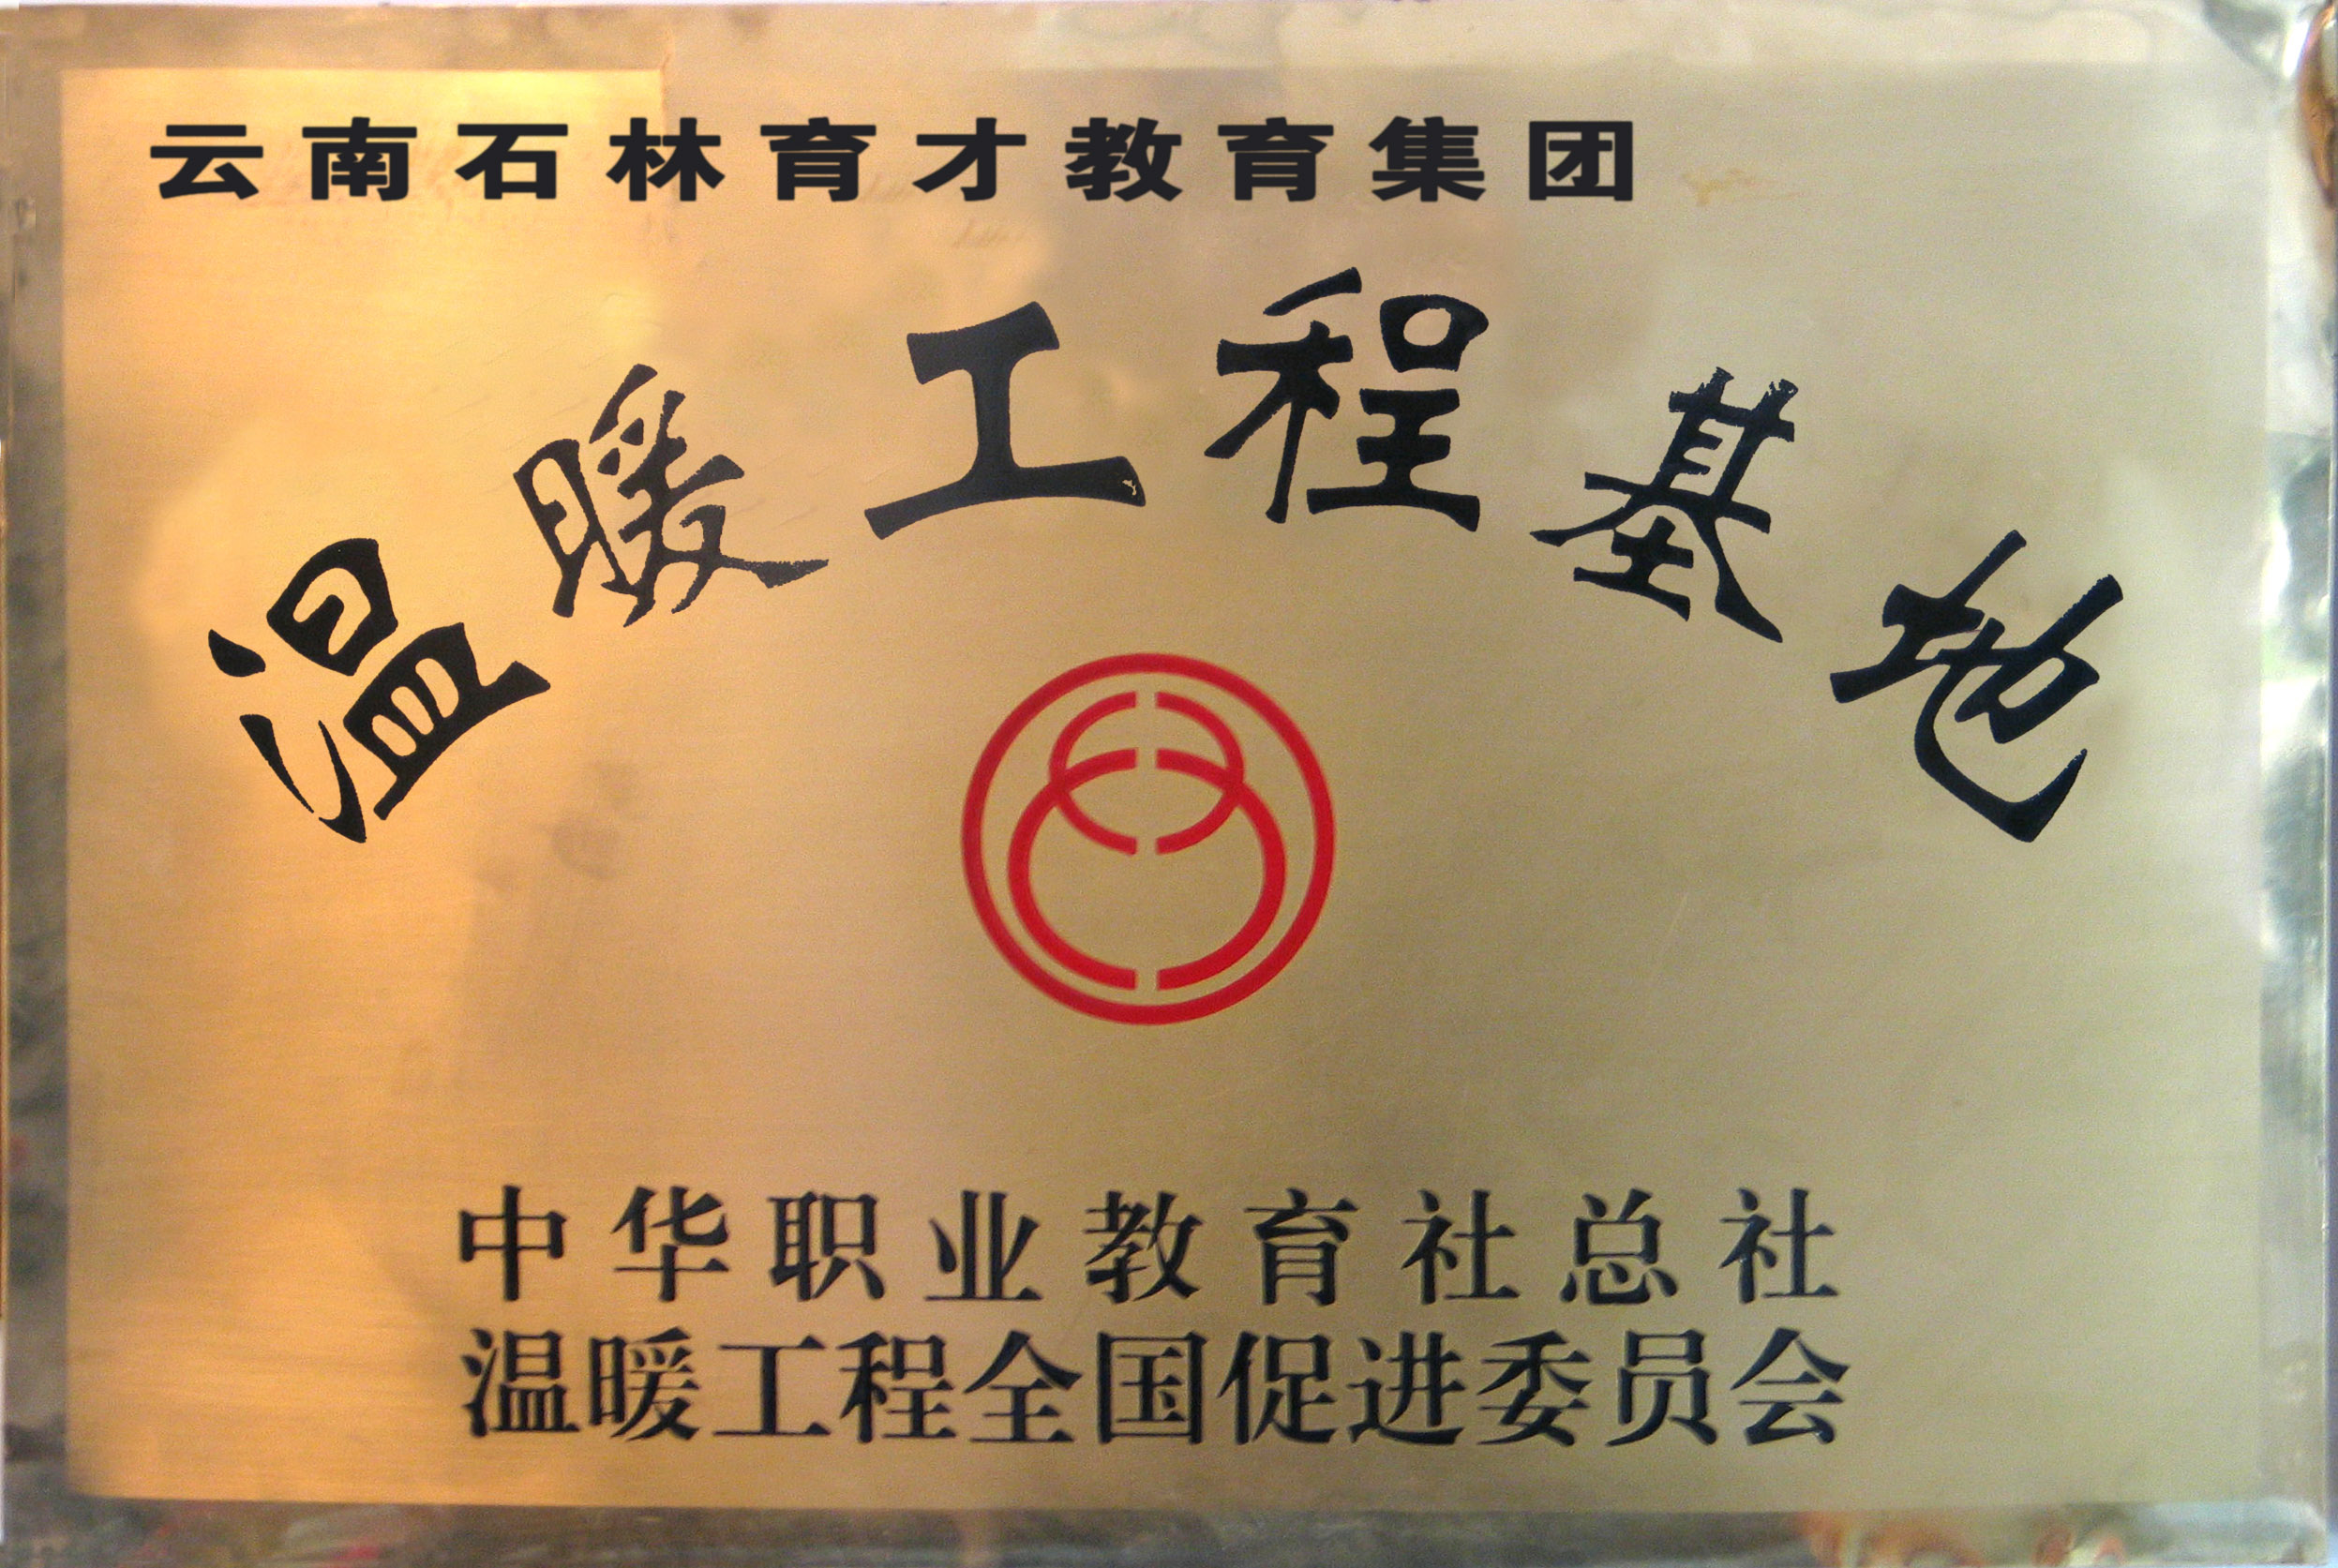 云南石林育才教育集团
温暖工程基地
中华职业教育社总社
温暖工程全国促进委员会